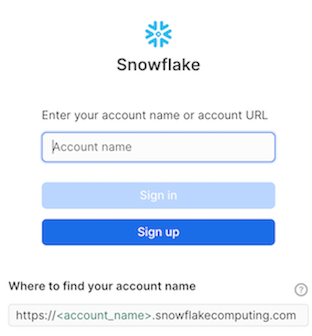 Snowflake
Enter your account name or account URL
Account name
Sign in
Sign up
Where to find your account name
?
https://<account_name>.snowflakecomputing.com